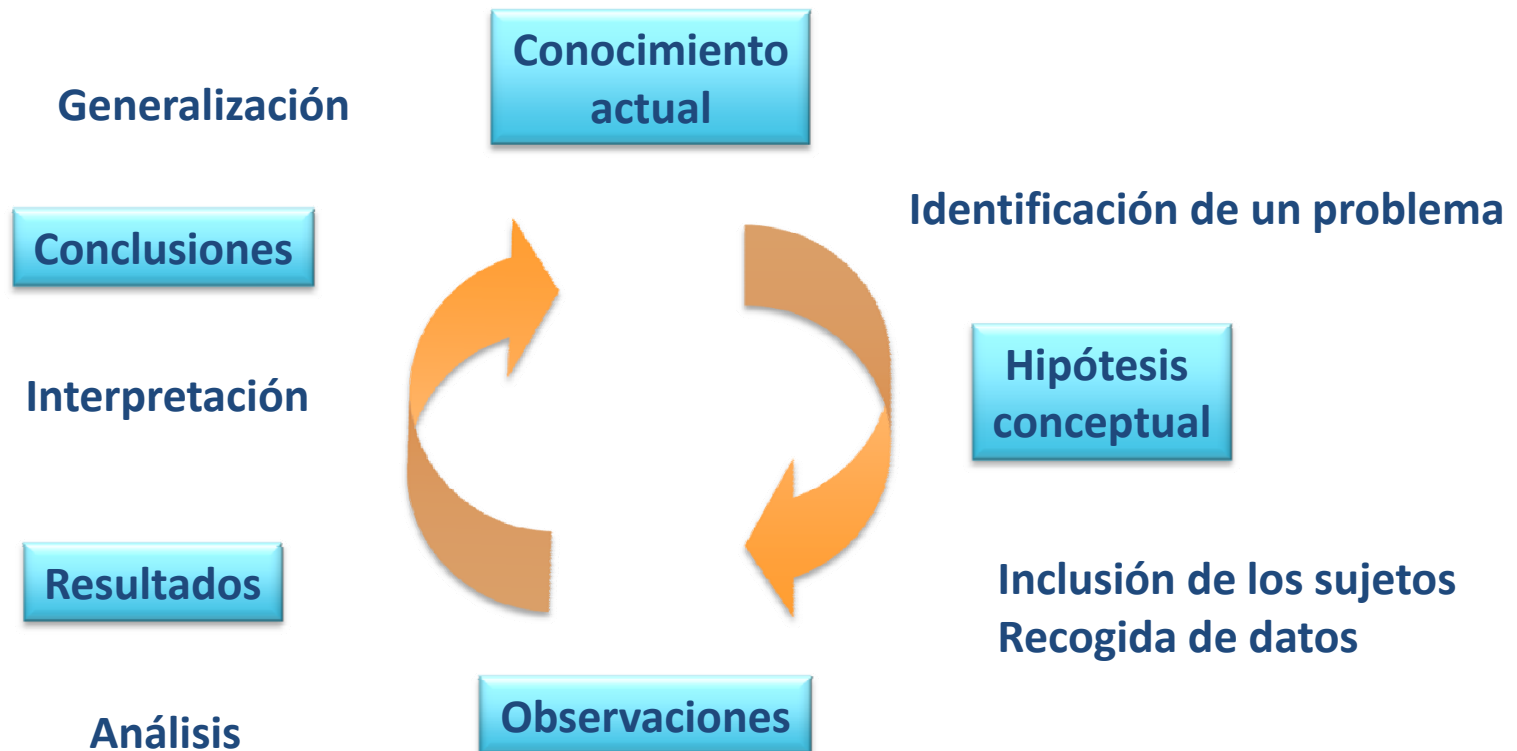 Conocimiento
actual
Generalización
Identificación de un problema
Conclusiones
Hipótesis
conceptual
Interpretación
Resultados
Inclusión de los sujetos
Recogida de datos
Observaciones
Análisis